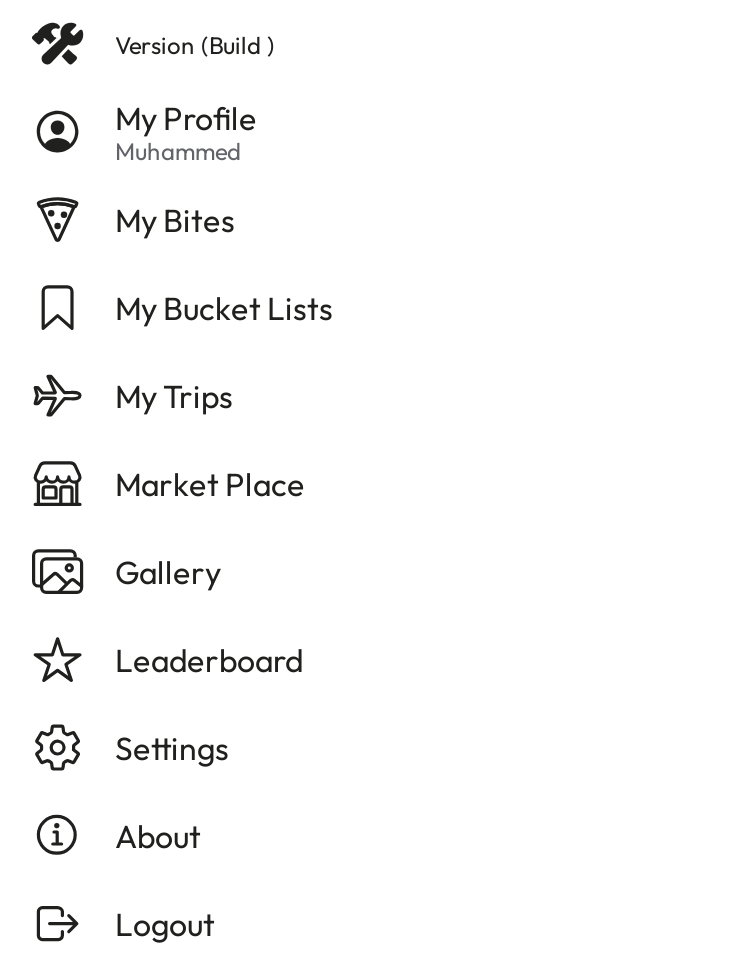 Version (Build )
My Profile
Muhammed
My Bites
My Bucket Lists
My Trips
Market Place
Gallery
Leaderboard
Settings
About
Logout